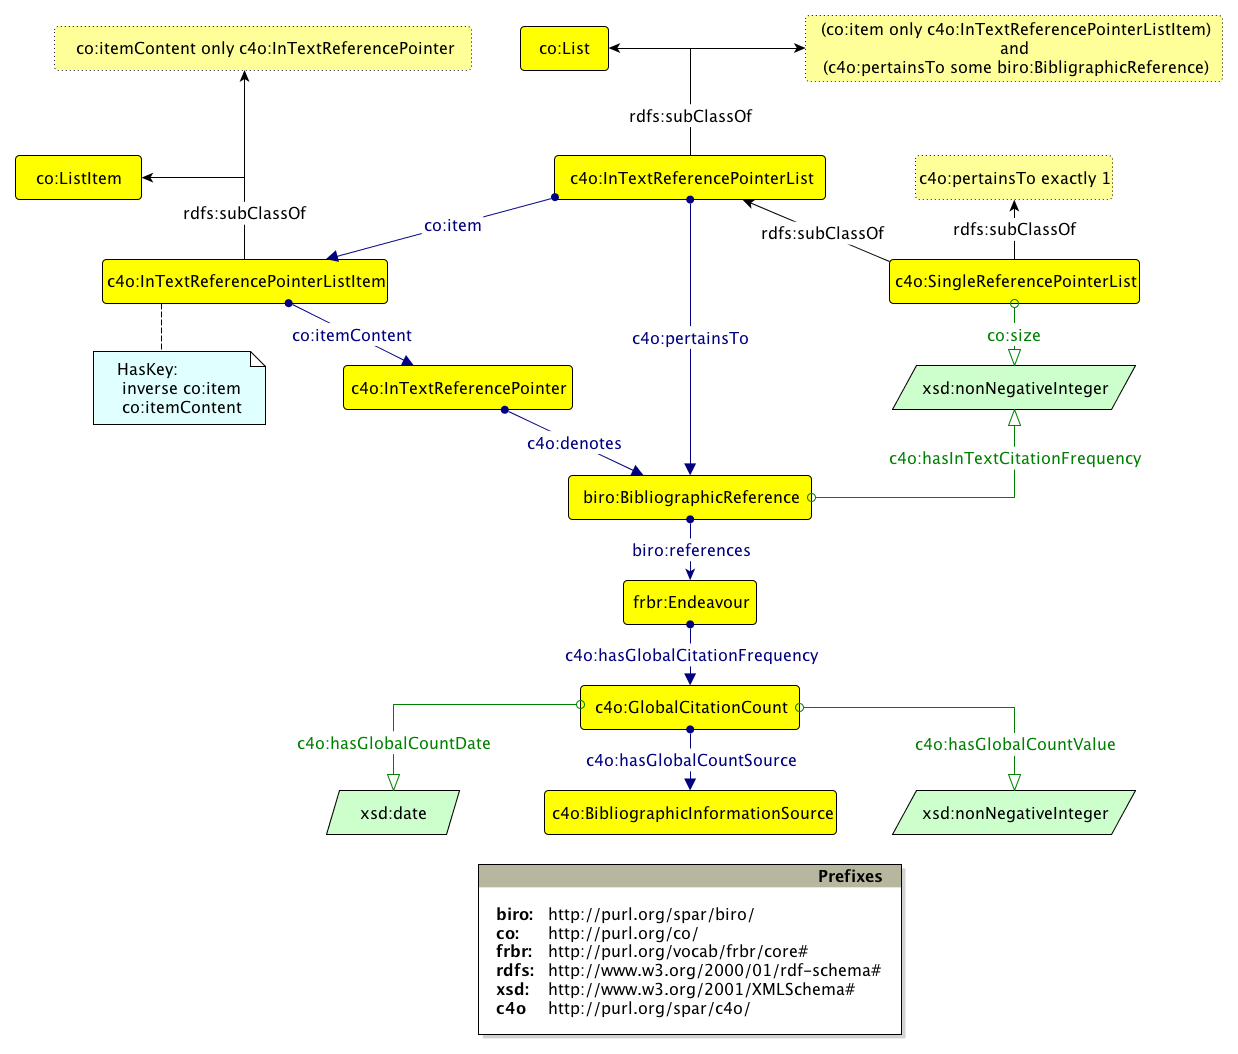 co:itemContent only c4o:InTextReferencePointer
co:List
(co:item only c4o:InTextReferencePointerListItem)
and
(c4o:pertainsTo some biro:BibligraphicReference)
rdfs:subClassOf
co:ListItem
c4o:InTextReferencePointerList
c4o:pertainsTo exactly 1
rdfs:subClassOf
co:item
rdfs:subClassOf
rdfs:subClassOf
c4o:InTextReferencePointerListItem
c4o:SingleReferencePointerList
co:itemContent
c4o:pertainsTo
co:size
HasKey:
inverse co:item
co:itemContent
c4o:InTextReferencePointer
xsd:nonNegativeInteger
c4o:denotes
c4o:hasInTextCitationFrequency
biro:BibliographicReference
biro:references
frbr:Endeavour
c4o:hasGlobalCitationFrequency
c4o:GlobalCitationCount
c4o:hasGlobalCountDate
c4o:hasGlobalCountSource
c4o:hasGlobalCountValue
xsd:date
c4o:BibliographicInformationSource
xsd:nonNegativeInteger
Prefixes
biro: http://purl.org/spar/biro/
co: http://purl.org/co/
frbr: http://purl.org/vocab/frbr/core#
rdfs: http://www.w3.org/2000/01/rdf-schema#
xsd: http://www.w3.org/2001/XMLSchema#
c4o http://purl.org/spar/c4o/